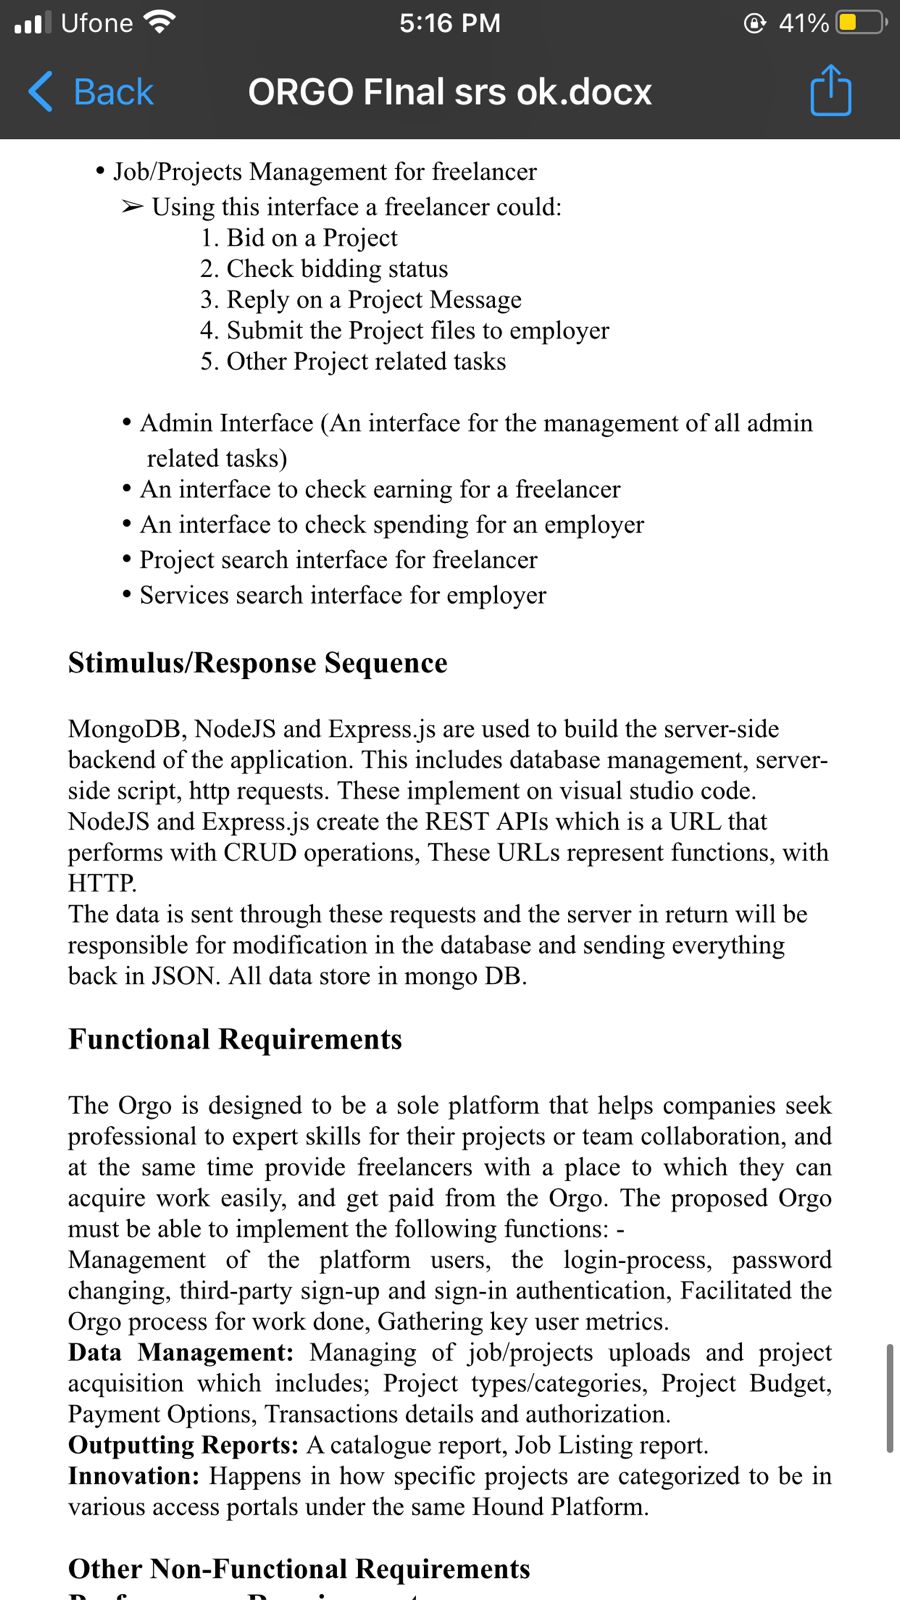 Ufone 5:16 PM 41%
Back ORGO FInal srs ok.docx
• Job/Projects Management for freelancer
➢ Using this interface a freelancer could:
1. Bid on a Project
2. Check bidding status
3. Reply on a Project Message
4. Submit the Project files to employer
5. Other Project related tasks
• Admin Interface (An interface for the management of all admin
related tasks)
• An interface to check earning for a freelancer
• An interface to check spending for an employer
• Project search interface for freelancer
• Services search interface for employer
Stimulus/Response Sequence
MongoDB, NodeJS and Express.js are used to build the server-side
backend of the application. This includes database management, server-
side script, http requests. These implement on visual studio code.
NodeJS and Express.js create the REST APIs which is a URL that
performs with CRUD operations, These URLs represent functions, with
HTTP.
The data is sent through these requests and the server in return will be
responsible for modification in the database and sending everything
back in JSON. All data store in mongo DB.
Functional Requirements
The Orgo is designed to be a sole platform that helps companies seek
professional to expert skills for their projects or team collaboration, and
at the same time provide freelancers with a place to which they can
acquire work easily, and get paid from the Orgo. The proposed Orgo
must be able to implement the following functions: -
Management of the platform users, the login-process, password
changing, third-party sign-up and sign-in authentication, Facilitated the
Orgo process for work done, Gathering key user metrics.
Data Management: Managing of job/projects uploads and project
acquisition which includes; Project types/categories, Project Budget,
Payment Options, Transactions details and authorization.
Outputting Reports: A catalogue report, Job Listing report.
Innovation: Happens in how specific projects are categorized to be in
various access portals under the same Hound Platform.
Other Non-Functional Requirements